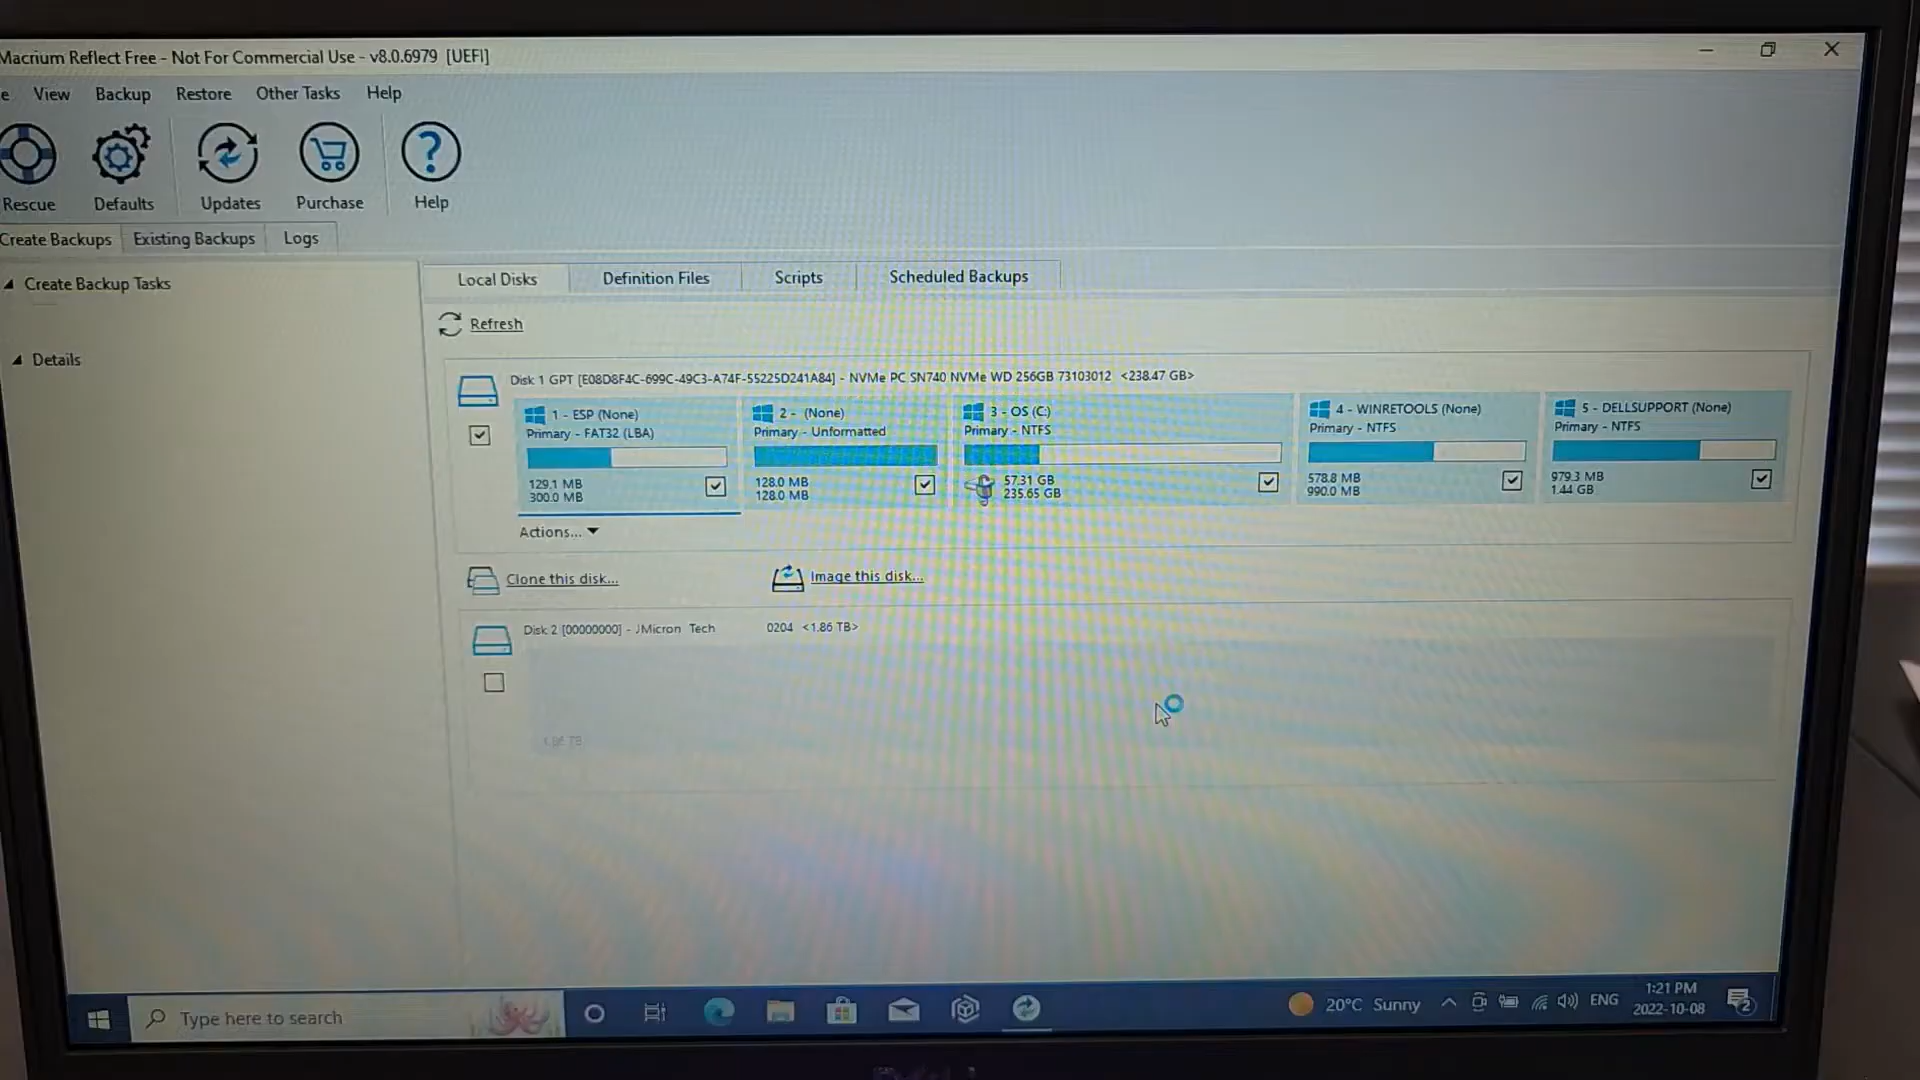 Macrium Reflect Free - Not For Commercial Use - v8.0.6979 [UEFI]
e View Backup Restore Other Tasks Help
Rescue Defaults Updates Purchase Help
Create Backups Existing Backups Logs
Create Backup Tasks
Details
Local Disks Definition Files Scripts Scheduled Backups
Refresh
Disk 1 GPT [E08D8F4C-699C-49C3-A74F-55225D241A84] - NVMe PC SN740 NVMe WD 256GB 73103012 <238.47 GB>
1 - ESP (None)
Primary - FAT32 (LBA)
129.1 MB
300.0 MB
2 - (None)
Primary - Unformatted
128.0 MB
128.0 MB
3 - OS (C:)
Primary - NTFS
57.31 GB
235.65 GB
4 - WINRETOOLS (None)
Primary - NTFS
578.8 MB
990.0 MB
5 - DELLSUPPORT (None)
Primary - NTFS
979.3 MB
1.44 GB
Actions...
Clone this disk... Image this disk...
Disk 2 [00000000] - JMicron Tech 0204 <1.86 TB>
1.86 TB
Type here to search
20°C Sunny
ENG
1:21 PM
2022-10-08
2